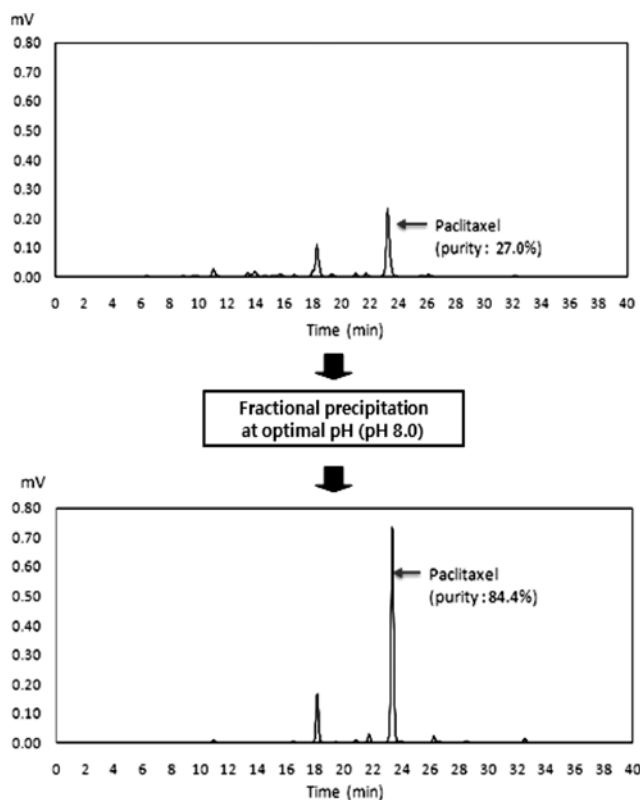 mV
0.80
0.70
0.60
0.50
0.40
0.30
0.20
0.10
0.00
Paclitaxel
(purity : 27.0%)
0 2 4 6 8 10 12 14 16 18 20 22 24 26 28 30 32 34 36 38 40
Time (min)
Fractional precipitation
at optimal pH (pH 8.0)
mV
0.80
0.70
0.60
0.50
0.40
0.30
0.20
0.10
0.00
Paclitaxel
(purity : 84.4%)
0 2 4 6 8 10 12 14 16 18 20 22 24 26 28 30 32 34 36 38 40
Time (min)